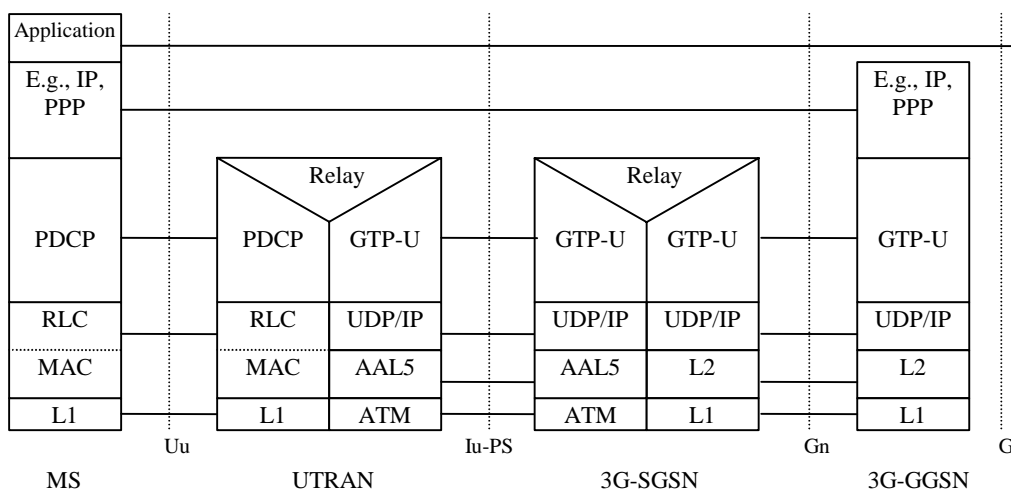 Application
E.g., IP,
PPP
E.g., IP,
PPP
Relay
Relay
PDCP
PDCP
GTP-U
GTP-U
GTP-U
GTP-U
RLC
RLC
UDP/IP
UDP/IP
UDP/IP
UDP/IP
MAC
MAC
AAL5
AAL5
L2
L2
L1
L1
ATM
ATM
L1
L1
Uu
Iu-PS
Gn
G
MS
UTRAN
3G-SGSN
3G-GGSN